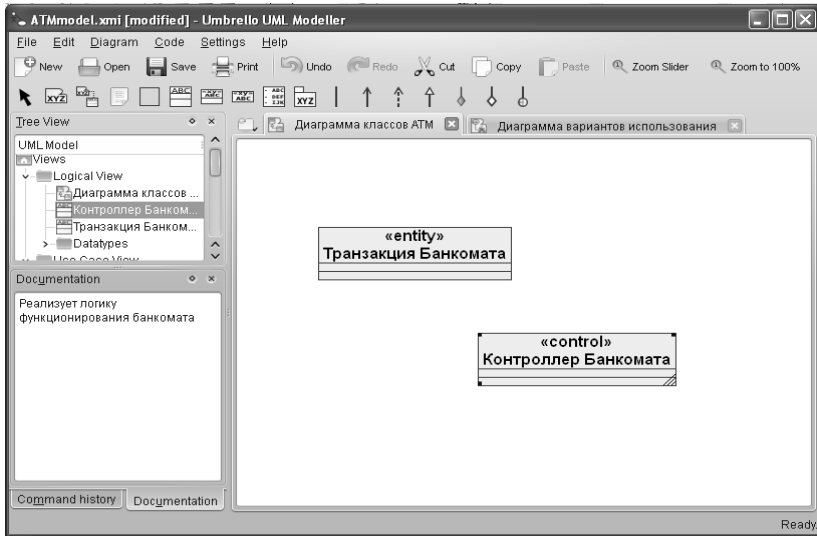 ATMmodel.xmi [modified] - Umbrello UML Modeller
File Edit Diagram Code Settings Help
New Open Save Print Undo Redo Cut Copy Paste Zoom Slider Zoom to 100%
Tree View
Диаграмма классов ATM Диаграмма вариантов использования
UML Model
Views
Logical View
Диаграмма классов ...
Контроллер Банком...
Транзакция Банком...
Datatypes
Use Case View
Documentation
Реализует логику
функционирования банкомата
«entity»
Транзакция Банкомата
«control»
Контроллер Банкомата
Command history Documentation
Ready